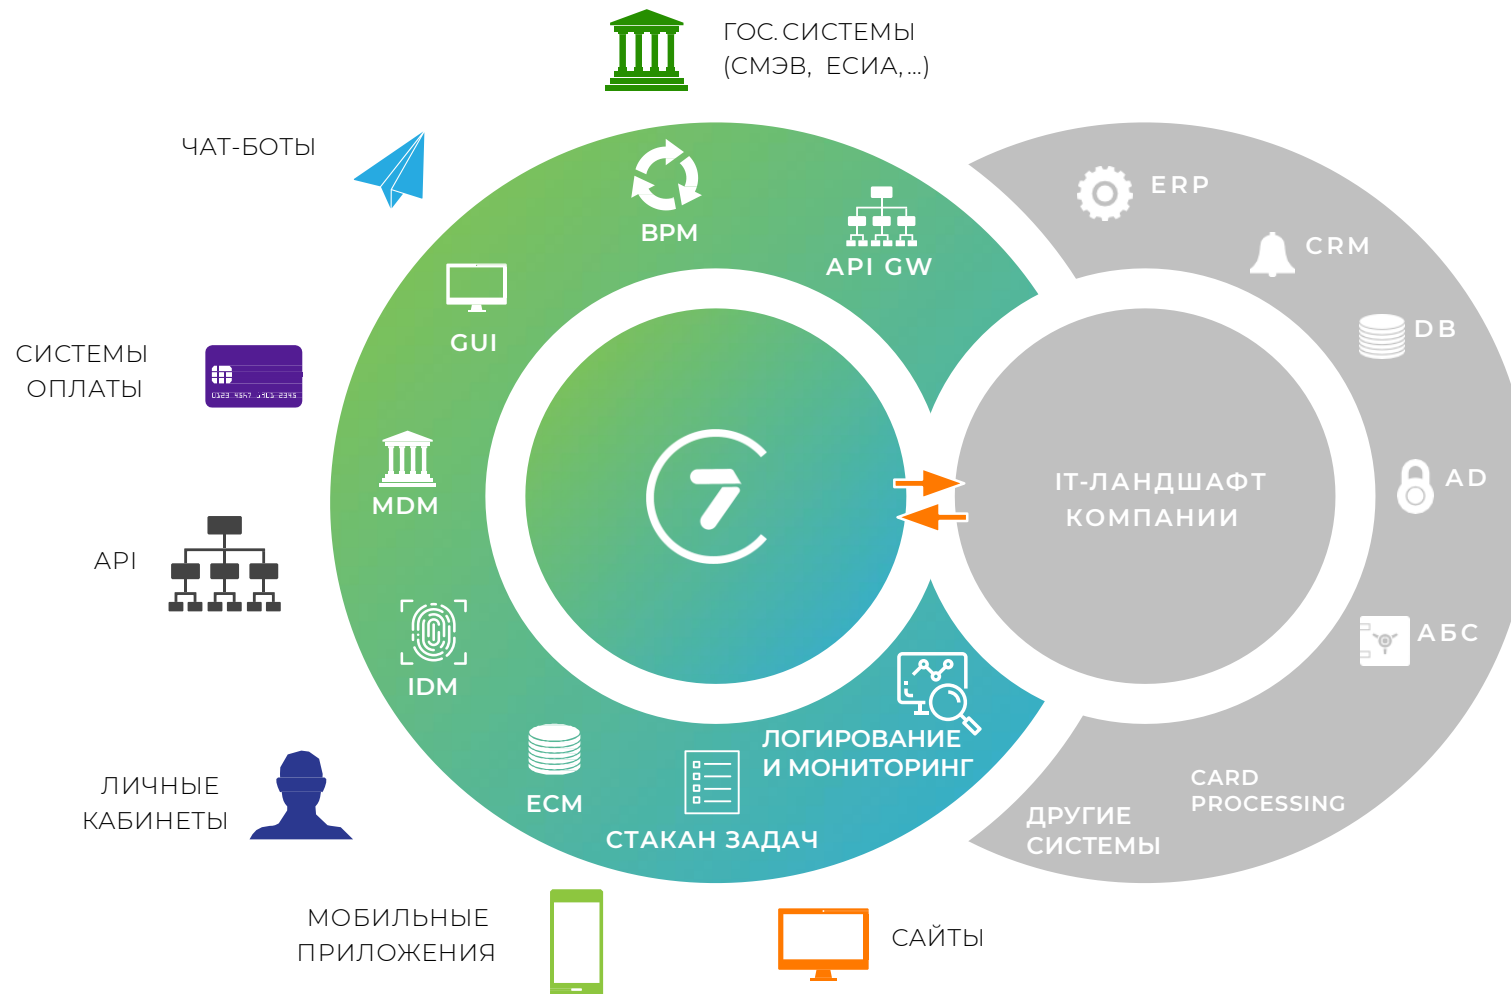 ГОС. СИСТЕМЫ
(СМЭВ, ЕСИА, ...)
ЧАТ-БОТЫ
BPM
API GW
GUI
ERP
CRM
DB
СИСТЕМЫ
ОПЛАТЫ
MDM
7
IT-ЛАНДШАФТ
КОМПАНИИ
AD
API
IDM
АБС
ECM
СТАКАН ЗАДАЧ
ЛОГИРОВАНИЕ
И МОНИТОРИНГ
CARD
PROCESSING
ДРУГИЕ
СИСТЕМЫ
ЛИЧНЫЕ
КАБИНЕТЫ
МОБИЛЬНЫЕ
ПРИЛОЖЕНИЯ
САЙТЫ